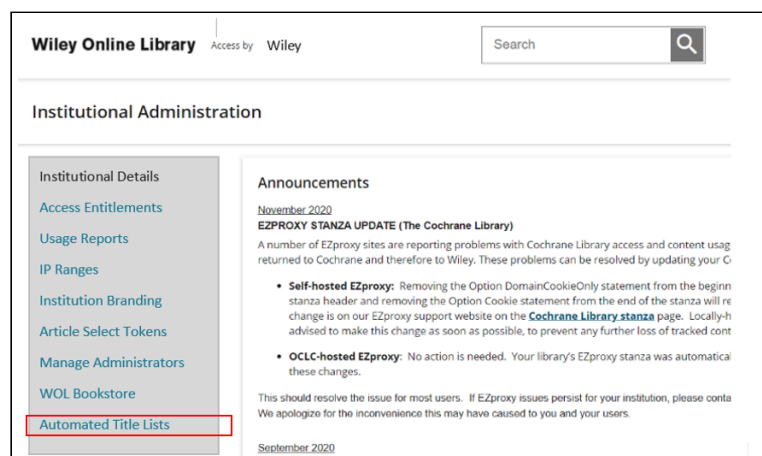 Wiley Online Library Access by Wiley
Search
Institutional Administration
Institutional Details
Access Entitlements
Usage Reports
IP Ranges
Institution Branding
Article Select Tokens
Manage Administrators
WOL Bookstore
Automated Title Lists
Announcements
November 2020
EZPROXY STANZA UPDATE (The Cochrane Library)
A number of EZproxy sites are reporting problems with Cochrane Library access and content usag
returned to Cochrane and therefore to Wiley. These problems can be resolved by updating your C
• Self-hosted EZproxy: Removing the Option DomainCookieOnly statement from the beginn
stanza header and removing the Option Cookie statement from the end of the stanza will re
change is on our EZproxy support website on the Cochrane Library stanza page. Locally-h
advised to make this change as soon as possible, to prevent any further loss of tracked cont
• OCLC-hosted EZproxy: No action is needed. Your library's EZproxy stanza was automatical
these changes.
This should resolve the issue for most users. If EZproxy issues persist for your institution, please conta
We apologize for the inconvenience this may have caused to you and your users.
September 2020